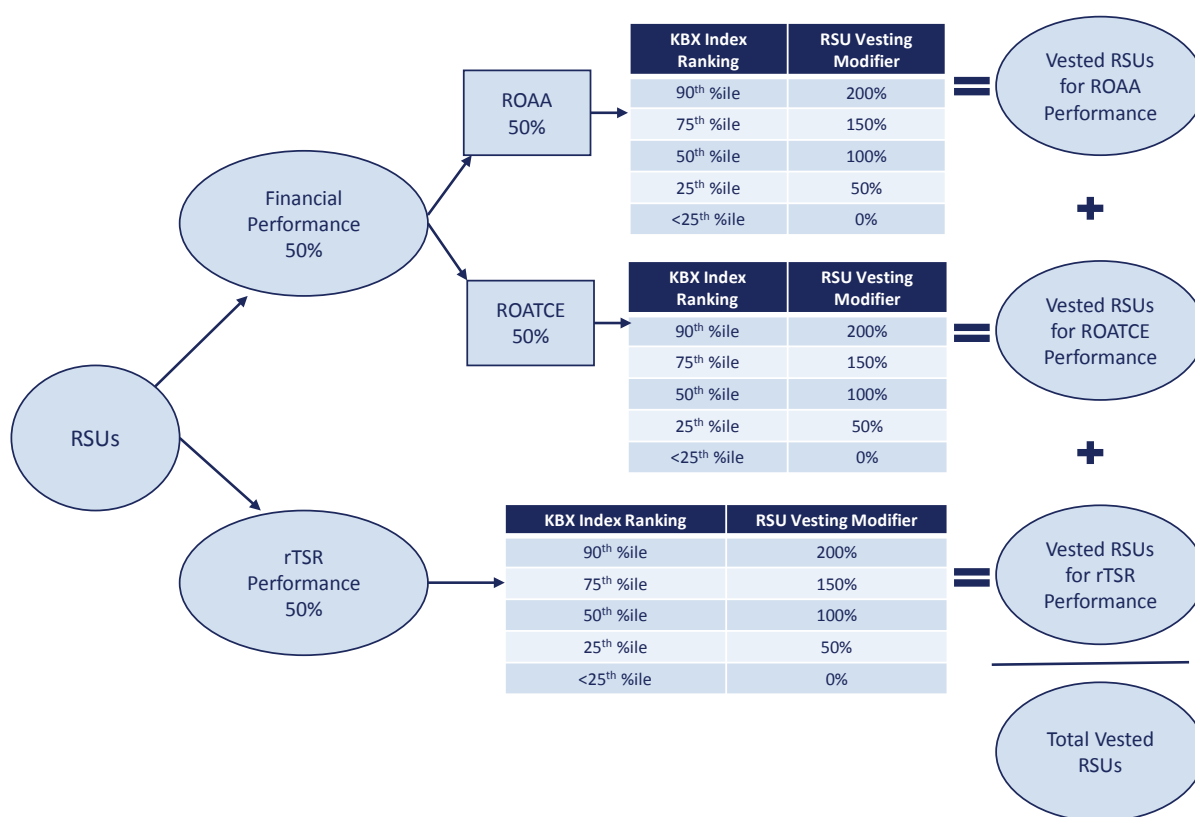 KBX Index Ranking RSU Vesting Modifier
90th %ile 200%
75th %ile 150%
50th %ile 100%
25th %ile 50%
<25th %ile 0%
ROAA
50%
=
Vested RSUs
for ROAA
Performance
+
Financial
Performance
50%
ROATCE
50%
KBX Index Ranking RSU Vesting Modifier
90th %ile 200%
75th %ile 150%
50th %ile 100%
25th %ile 50%
<25th %ile 0%
=
Vested RSUs
for ROATCE
Performance
+
RSUs
rTSR
Performance
50%
KBX Index Ranking RSU Vesting Modifier
90th %ile 200%
75th %ile 150%
50th %ile 100%
25th %ile 50%
<25th %ile 0%
=
Vested RSUs
for rTSR
Performance
Total Vested
RSUs